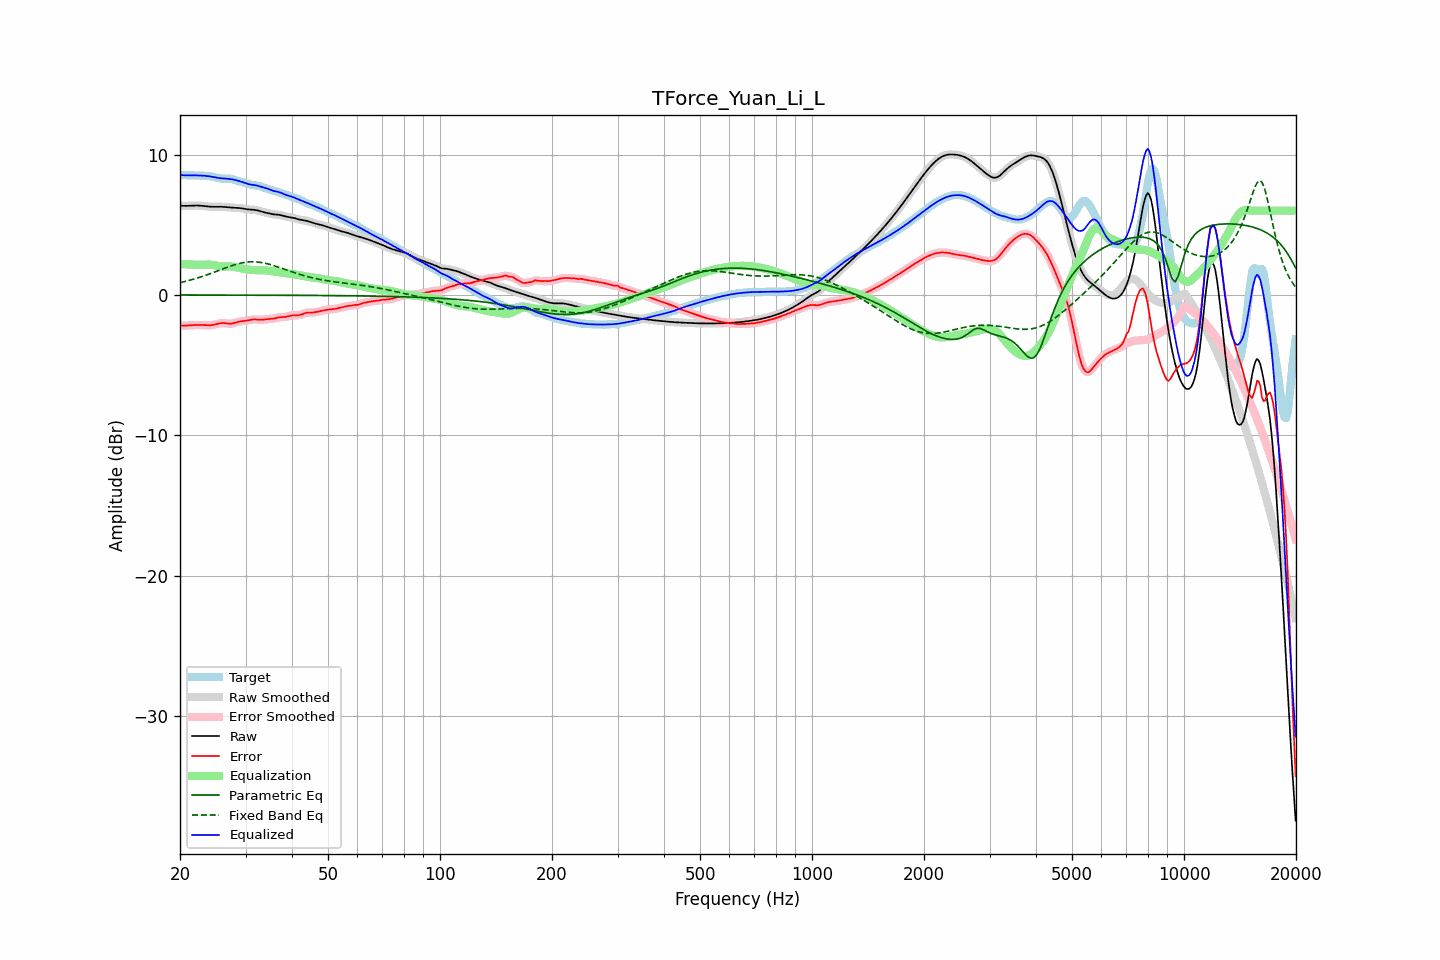 TForce_Yuan_Li_L
Amplitude (dBr)
10
0
−10
−20
−30
Target
Raw Smoothed
Error Smoothed
Raw
Error
Equalization
Parametric Eq
Fixed Band Eq
Equalized
20 50 100 200 500 1000 2000 5000 10000 20000
Frequency (Hz)